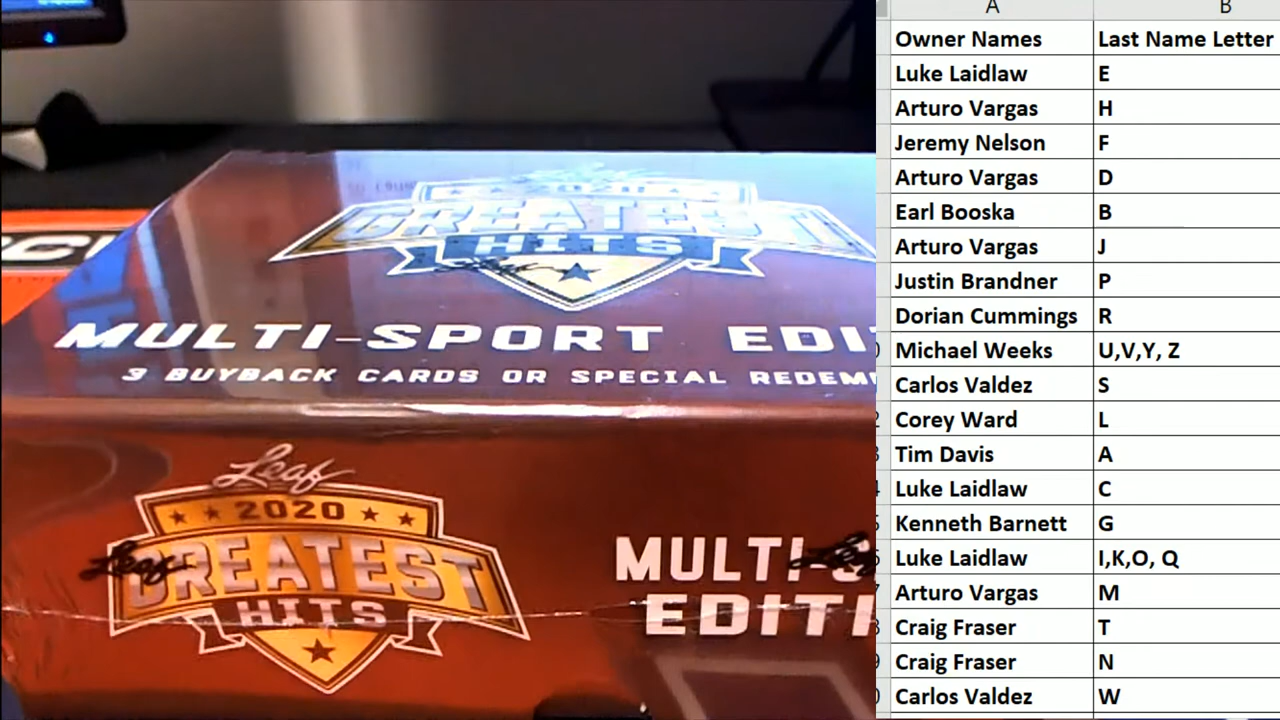 2020
GREATEST
HITS
MULTI-SPORT EDI
3 BUYBACK CARDS OR SPECIAL REDEM
Leaf
2020
GREATEST
HITS
MULTI-S
EDITI
A B
Owner Names Last Name Letter
Luke Laidlaw E
Arturo Vargas H
Jeremy Nelson F
Arturo Vargas D
Earl Booska B
Arturo Vargas J
Justin Brandner P
Dorian Cummings R
Michael Weeks U,V,Y, Z
Carlos Valdez S
Corey Ward L
Tim Davis A
Luke Laidlaw C
Kenneth Barnett G
Luke Laidlaw I,K,O, Q
Arturo Vargas M
Craig Fraser T
Craig Fraser N
Carlos Valdez W